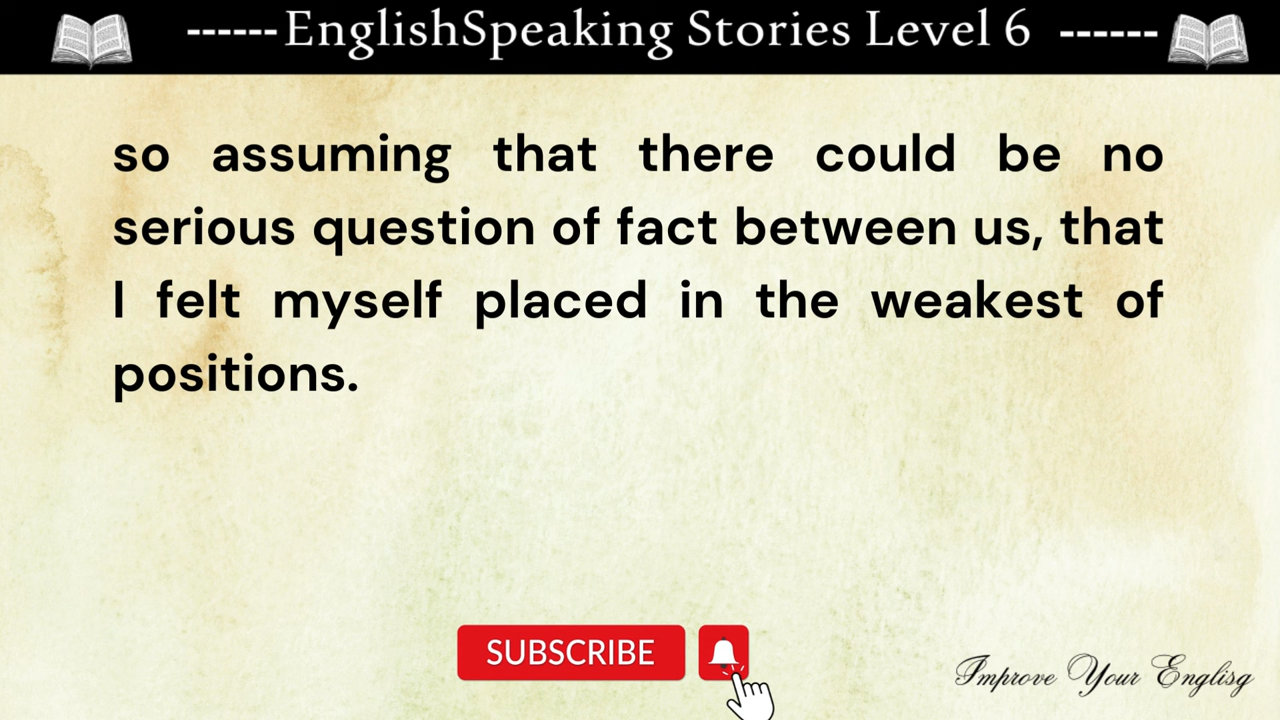 ------EnglishSpeaking Stories Level 6 ------
so assuming that there could be no
serious question of fact between us, that
I felt myself placed in the weakest of
positions.
SUBSCRIBE
Improve Your Englisg